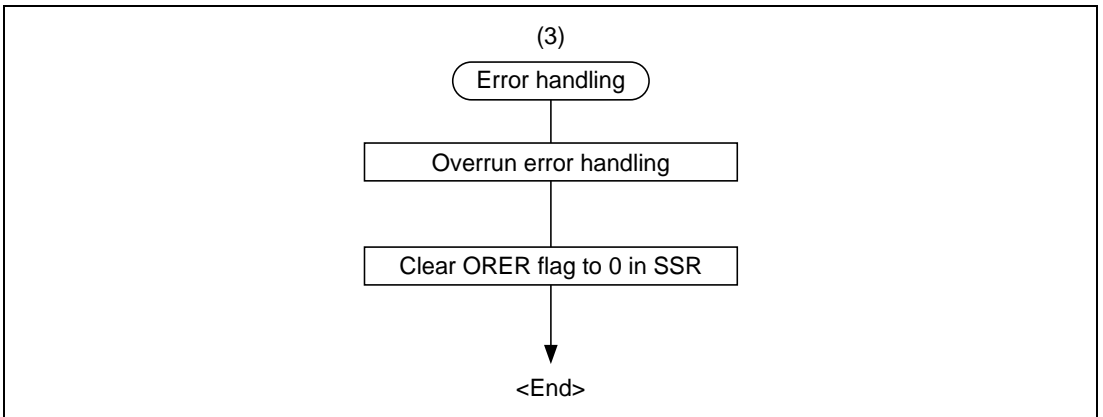 (3)
Error handling
Overrun error handling
Clear ORER flag to 0 in SSR
<End>